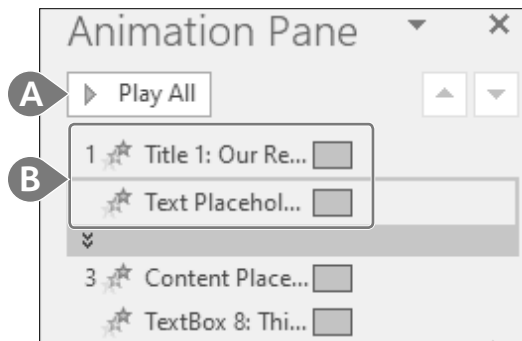 Animation Pane
A
Play All
1 Title 1: Our Re...
B
Text Placehol...
3 Content Place...
TextBox 8: Thi...